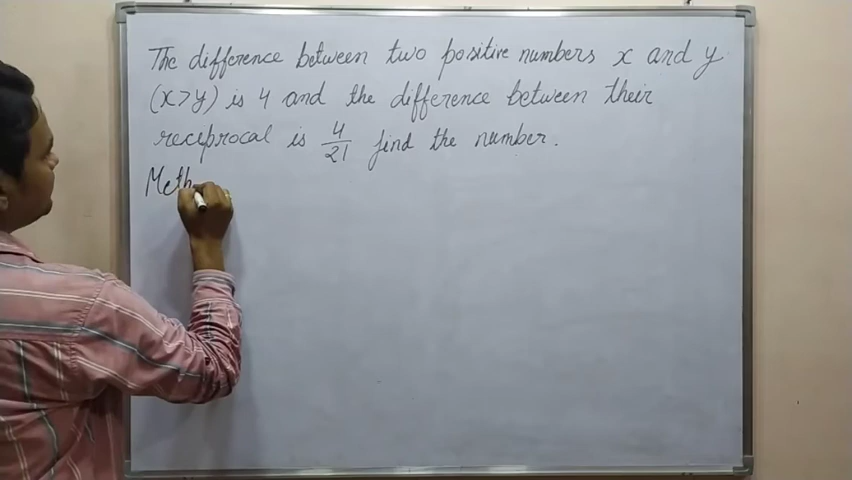 The difference between two positive numbers x and y
(x>y) is 4 and the difference between their
reciprocal is 4/21 find the number.
Meth